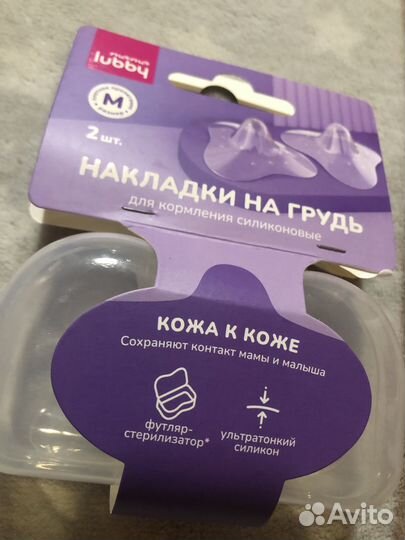 lubby
M
размер
2 шт.
НАКЛАДКИ НА ГРУДЬ
для кормления силиконовые
КОЖА К КОЖЕ
Сохраняют контакт мамы и малыша
футляр-
стерилизатор*
ультратонкий
силикон
Avito